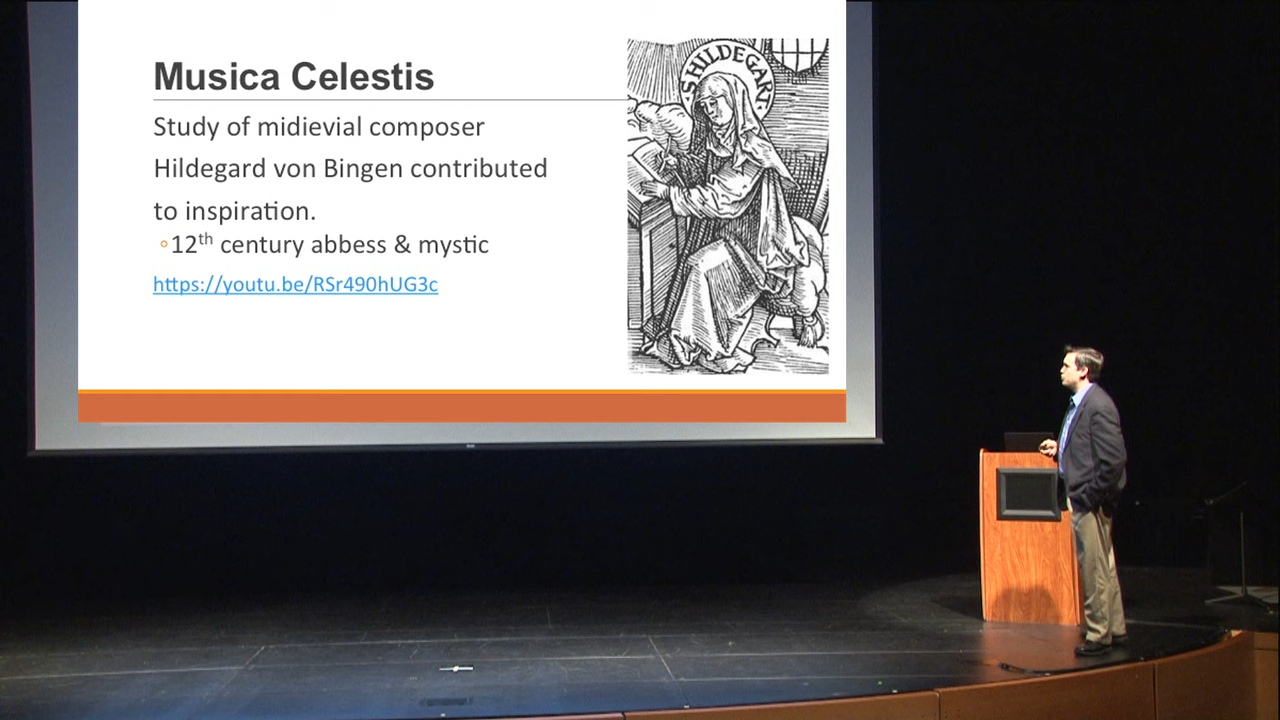 Musica Celestis
Study of midievial composer
Hildegard von Bingen contributed
to inspiration.
◦12th century abbess & mystic
https://youtu.be/RSr490hUG3c
S HILDEGART.